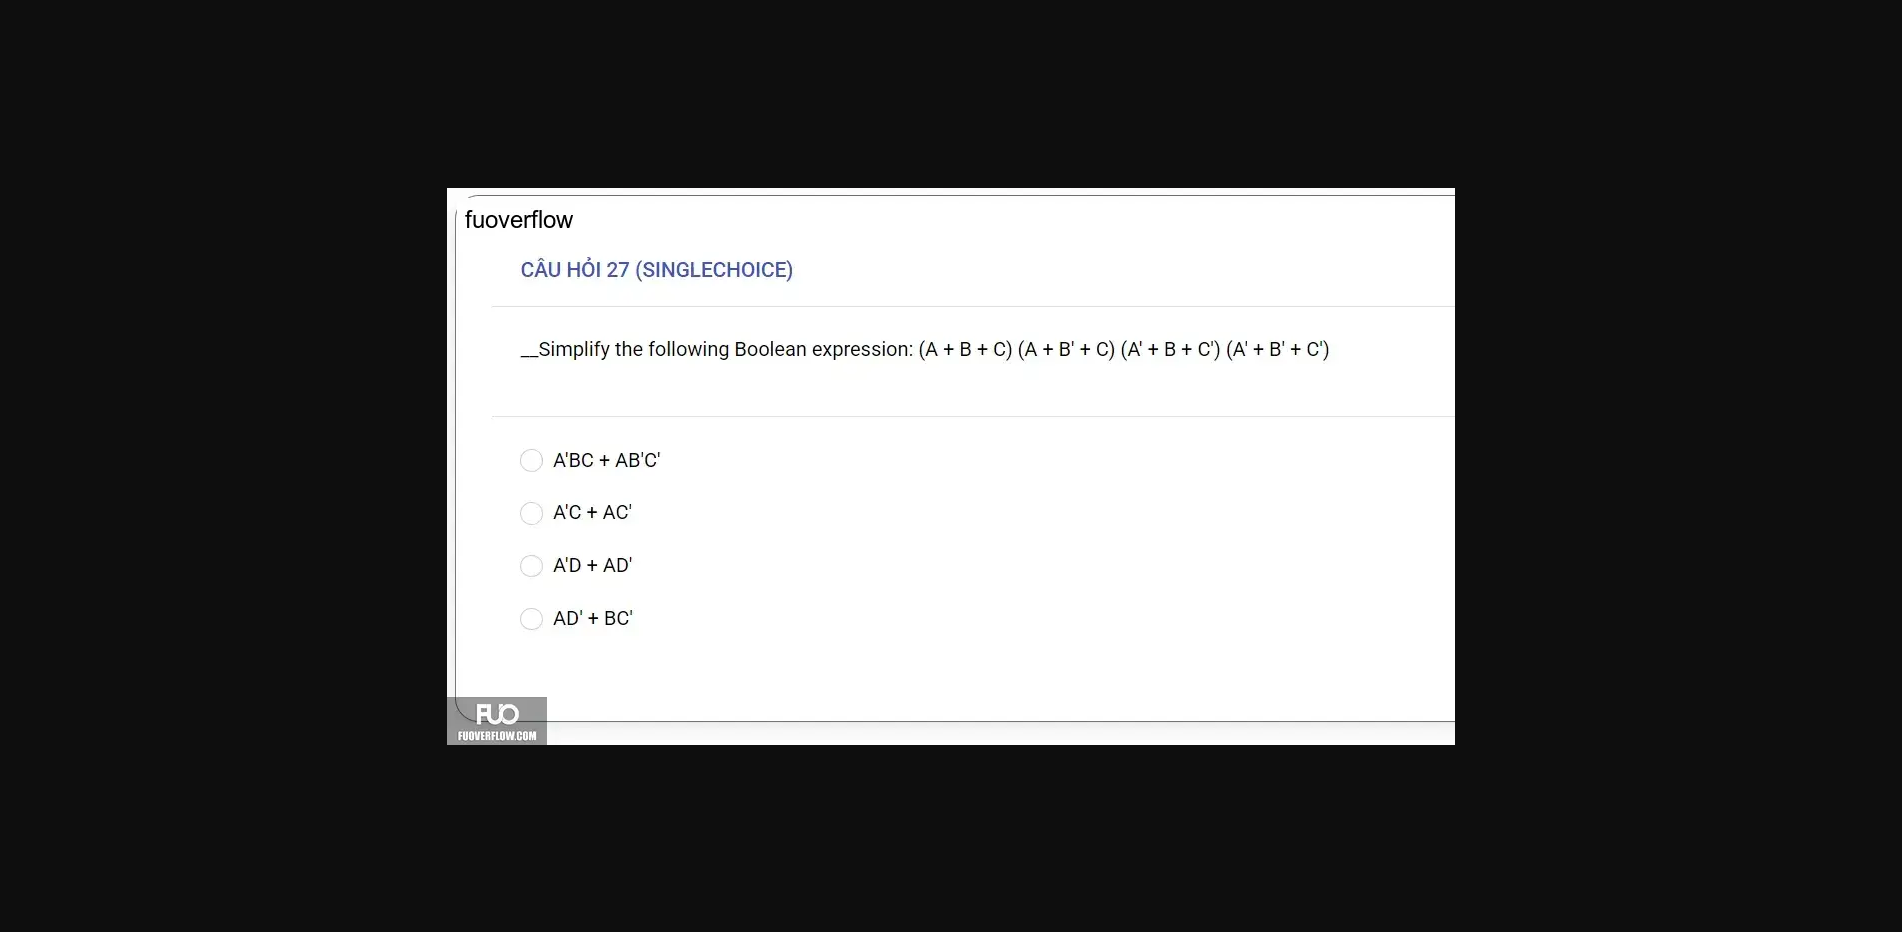 fuoverflow
CÂU HỎI 27 (SINGLECHOICE)
__Simplify the following Boolean expression: (A + B + C) (A + B' + C) (A' + B + C') (A' + B' + C')
A'BC + AB'C'
A'C + AC'
A'D + AD'
AD' + BC'
FUO
FUOVERFLOW.COM